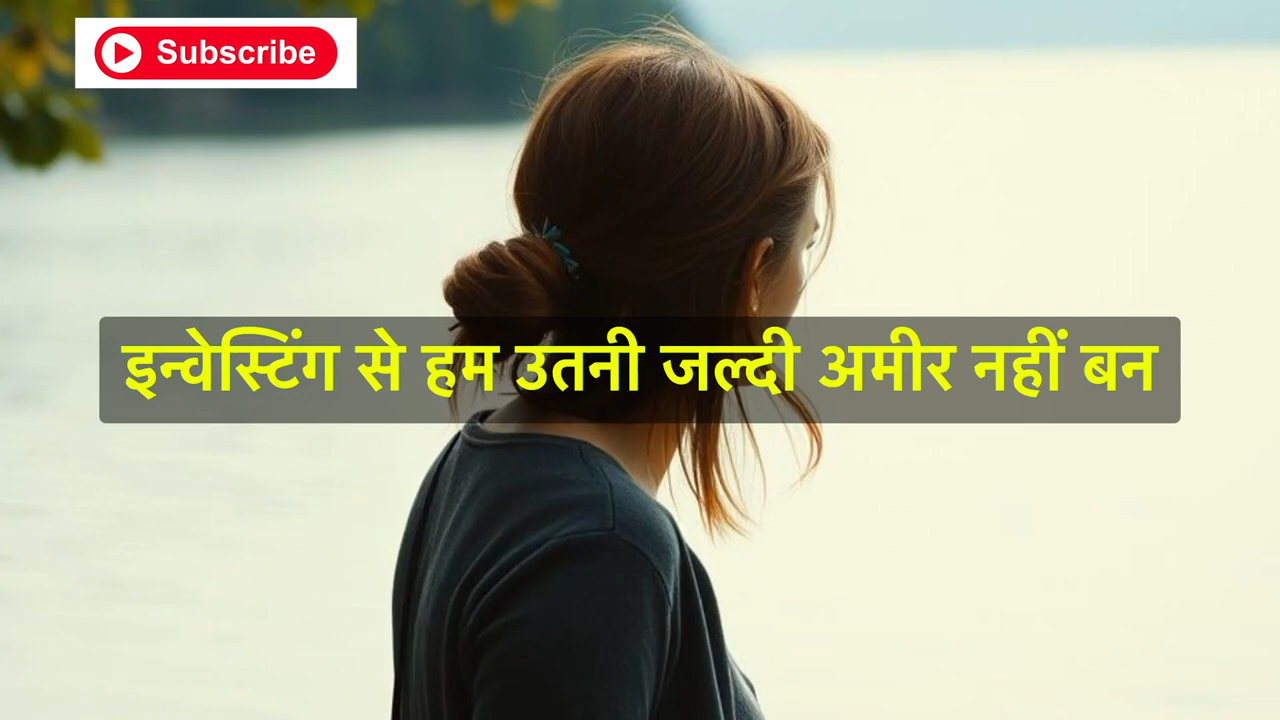 Subscribe
इन्वेस्टिंग से हम उतनी जल्दी अमीर नहीं बन